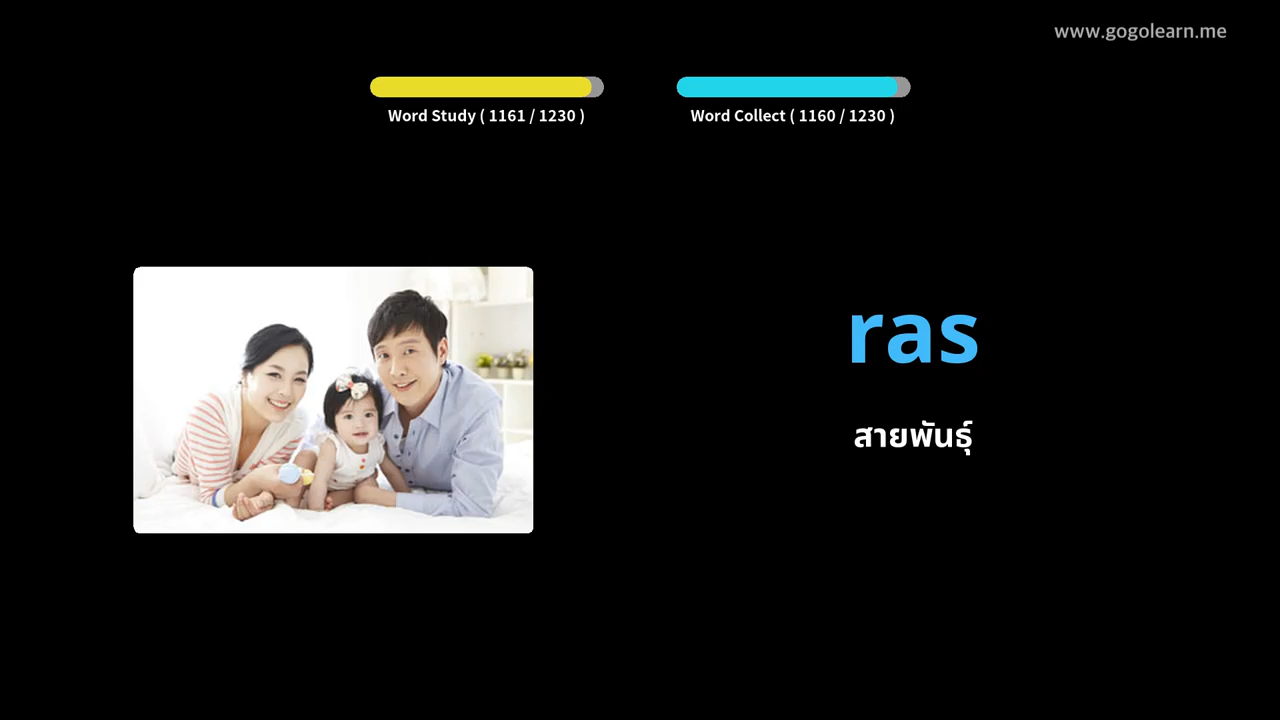 www.gogolearn.me
Word Study ( 1161 / 1230 )
Word Collect ( 1160 / 1230 )
ras
สายพันธุ์